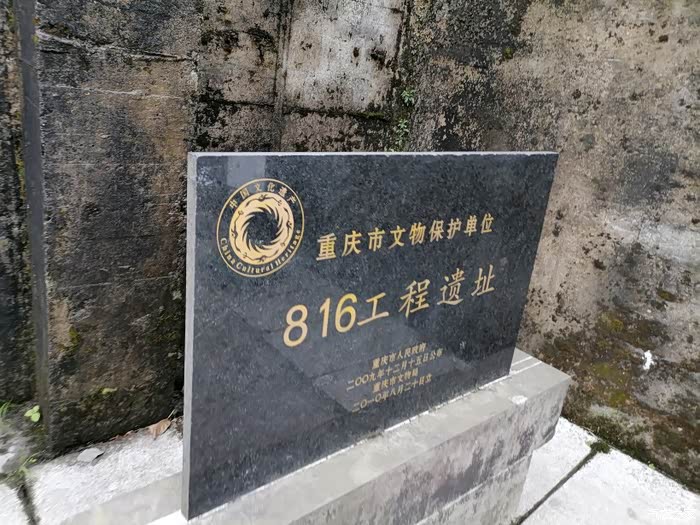 中国文化遗产
China Cultural Heritage
重庆市文物保护单位
816工程遗址
重庆市人民政府
二〇〇九年十二月十五日公布
重庆市文物局
二〇一〇年八月二十日立